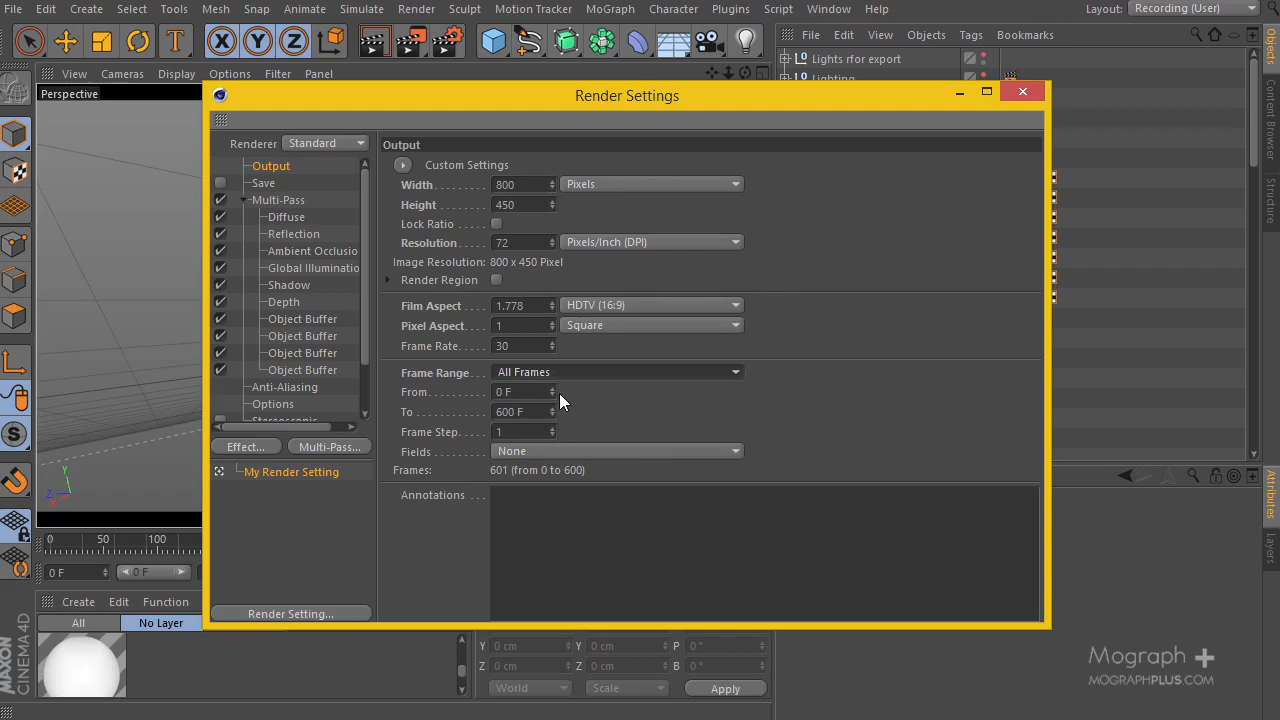 File Edit Create Select Tools Mesh Snap Animate Simulate Render Sculpt Motion Tracker MoGraph Character Plugins Script Window Help Layout: Recording (User)
File Edit View Objects Tags Bookmarks
View Cameras Display Options Filter Panel
Perspective
Lights rfor export
Lighting
Render Settings
Renderer Standard
Output
Save
Multi-Pass
Diffuse
Reflection
Ambient Occlusio
Global Illuminatio
Shadow
Depth
Object Buffer
Object Buffer
Object Buffer
Object Buffer
Anti-Aliasing
Options
Stereoscopic
Effect... Multi-Pass...
My Render Setting
Render Setting...
Output
Custom Settings
Width 800 Pixels
Height 450
Lock Ratio
Resolution 72 Pixels/Inch (DPI)
Image Resolution: 800 x 450 Pixel
Render Region
Film Aspect 1.778 HDTV (16:9)
Pixel Aspect 1 Square
Frame Rate 30
Frame Range All Frames
From 0 F
To 600 F
Frame Step 1
Fields None
Frames: 601 (from 0 to 600)
Annotations
Objects
Content Browser
Structure
Attributes
Layers
Y
Z X
0 50 100
0 F 0 F
Create Edit Function
All No Layer
Y 0 cm Y 0 cm P 0 °
Z 0 cm Z 0 cm B 0 °
World Scale Apply
MAXON
CINEMA 4D
Mograph +
MOGRAPHPLUS.COM